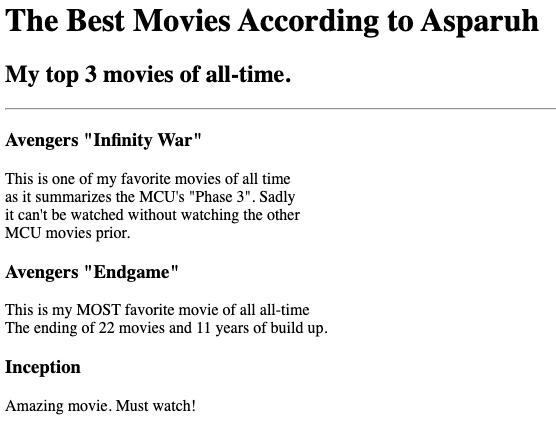 The Best Movies According to Asparuh
My top 3 movies of all-time.
Avengers "Infinity War"
This is one of my favorite movies of all time
as it summarizes the MCU's "Phase 3". Sadly
it can't be watched without watching the other
MCU movies prior.
Avengers "Endgame"
This is my MOST favorite movie of all all-time
The ending of 22 movies and 11 years of build up.
Inception
Amazing movie. Must watch!